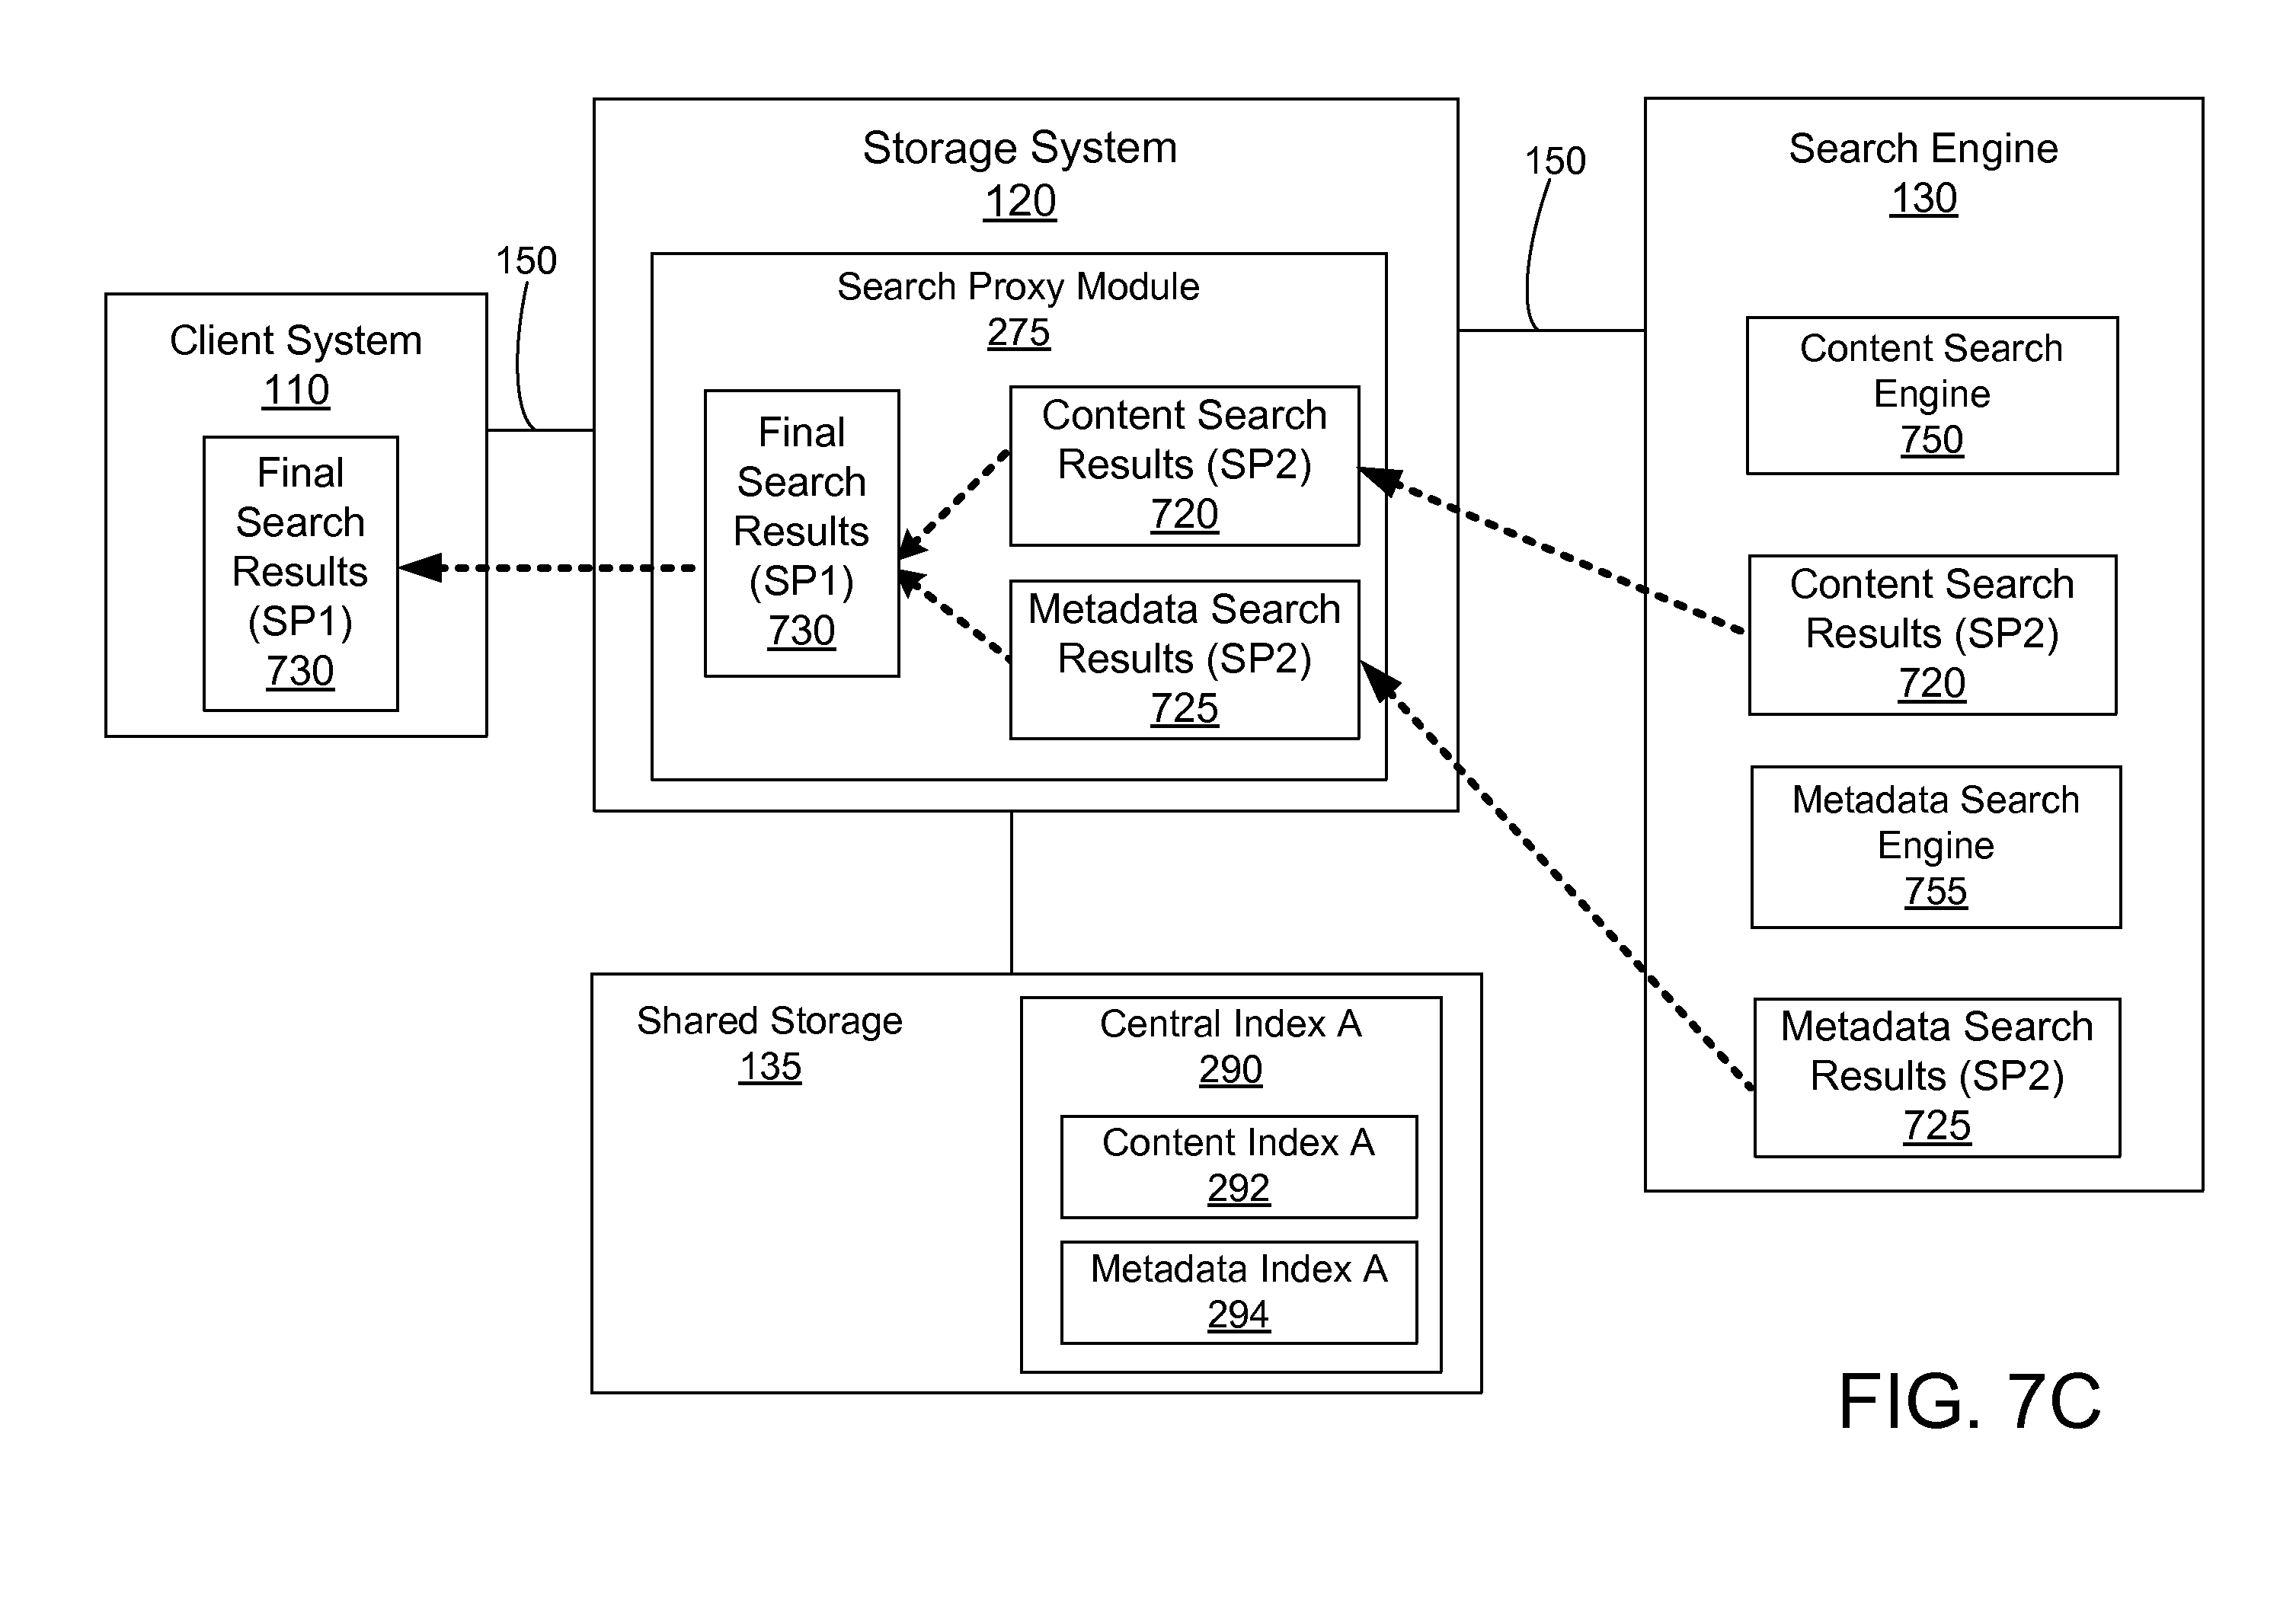 Storage System
120
150
Search Engine
130
150
Search Proxy Module
275
Client System
110
Final
Search
Results
(SP1)
730
Final
Search
Results
(SP1)
730
Content Search
Results (SP2)
720
Metadata Search
Results (SP2)
725
Content Search
Engine
750
Content Search
Results (SP2)
720
Metadata Search
Engine
755
Metadata Search
Results (SP2)
725
Shared Storage
135
Central Index A
290
Content Index A
292
Metadata Index A
294
FIG. 7C